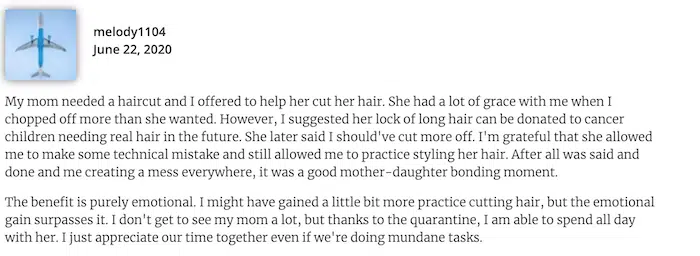 melody1104
June 22, 2020
My mom needed a haircut and I offered to help her cut her hair. She had a lot of grace with me when I
chopped off more than she wanted. However, I suggested her lock of long hair can be donated to cancer
children needing real hair in the future. She later said I should've cut more off. I'm grateful that she allowed
me to make some technical mistake and still allowed me to practice styling her hair. After all was said and
done and me creating a mess everywhere, it was a good mother-daughter bonding moment.
The benefit is purely emotional. I might have gained a little bit more practice cutting hair, but the emotional
gain surpasses it. I don't get to see my mom a lot, but thanks to the quarantine, I am able to spend all day
with her. I just appreciate our time together even if we're doing mundane tasks.